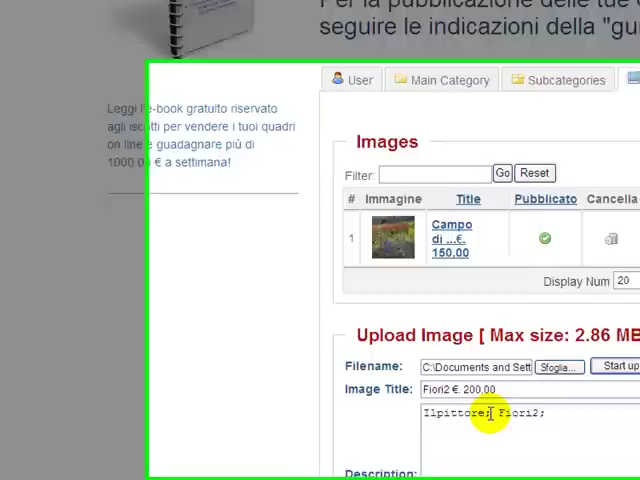 Per la pubblicazione delle tue
seguire le indicazioni della "gui
Leggi l'e-book gratuito riservato
agli iscritti per vendere i tuoi quadri
on line e guadagnare più di
1000,00 € a settimana!
User Main Category Subcategories
Images
Filter: Go Reset
# Immagine Title Pubblicato Cancella
1 Campo
di ...€.
150,00
Display Num 20
Upload Image [ Max size: 2.86 MB
Filename: C:\Documents and Sett Sfoglia... Start up
Image Title: Fiori2 €. 200,00
Ilpittore; Fiori2;
Description: